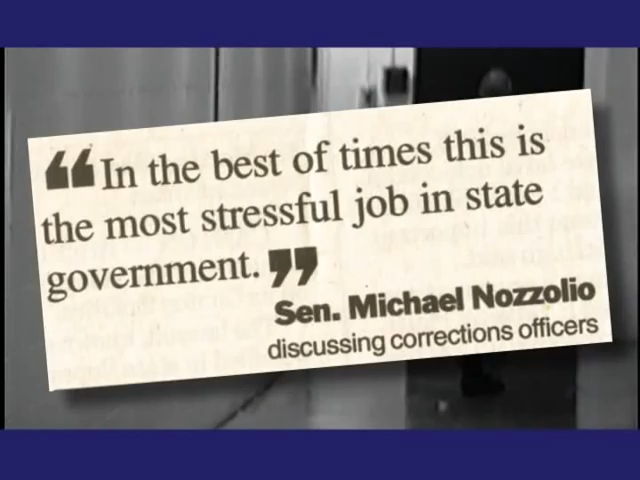 “In the best of times this is
the most stressful job in state
government.”
Sen. Michael Nozzolio
discussing corrections officers